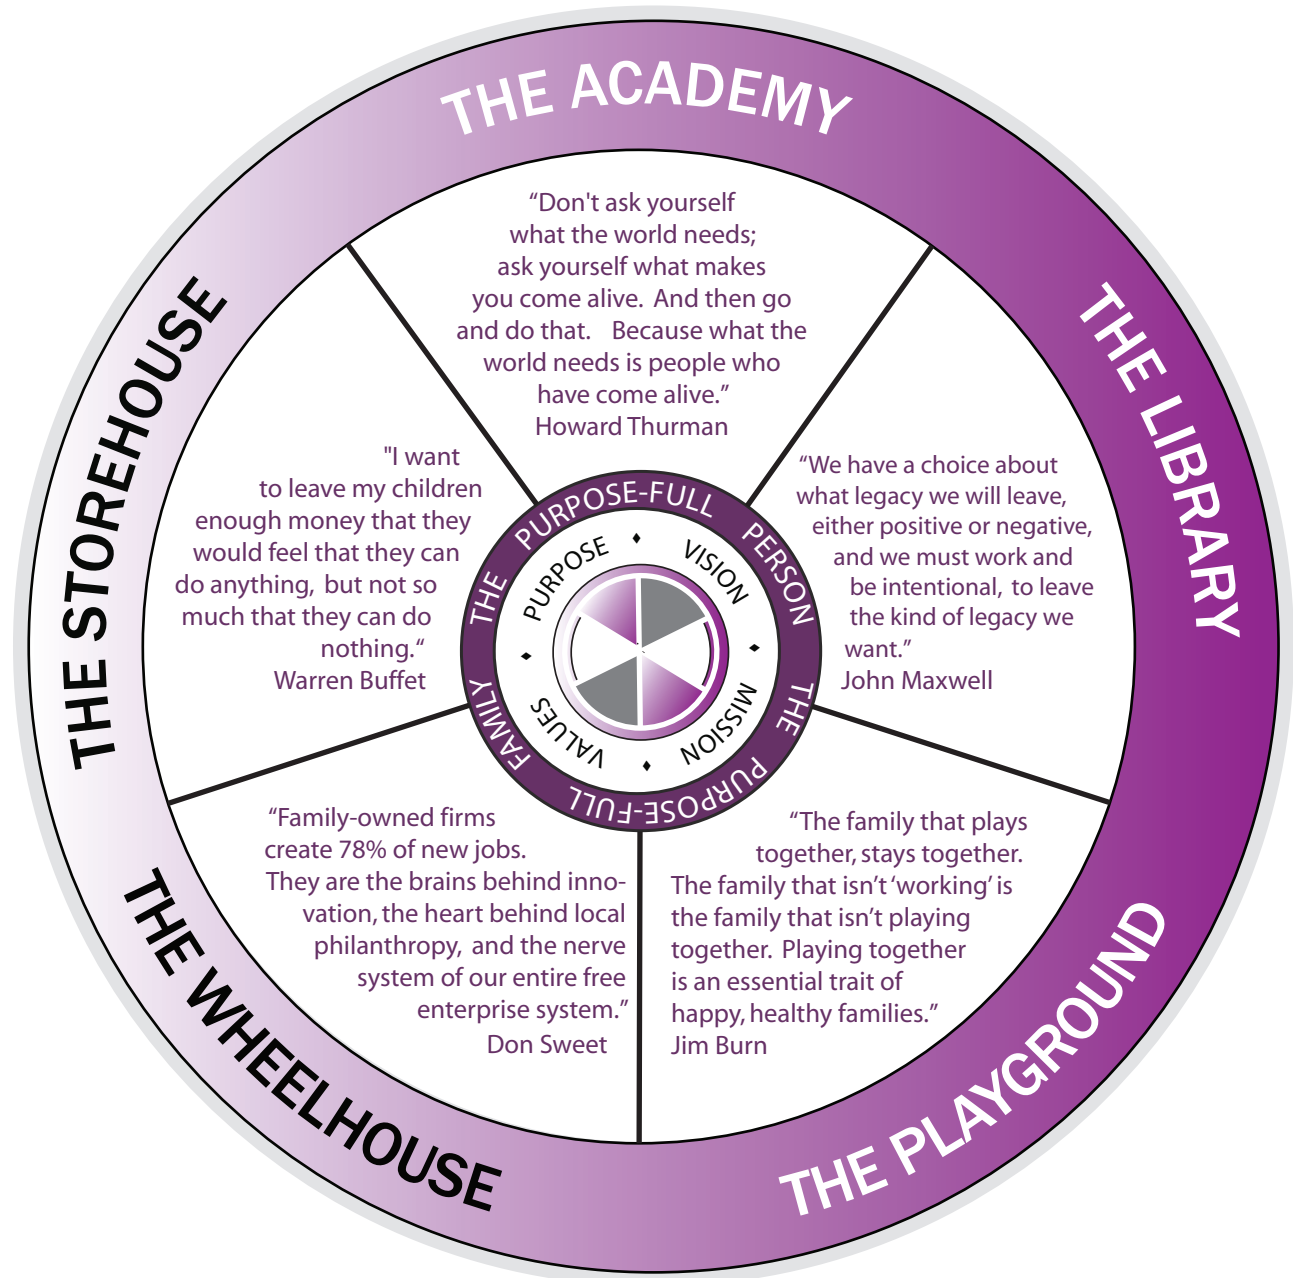 THE ACADEMY
“Don't ask yourself
what the world needs;
ask yourself what makes
you come alive. And then go
and do that. Because what the
world needs is people who
have come alive.”
Howard Thurman
THE LIBRARY
“We have a choice about
what legacy we will leave,
either positive or negative,
and we must work and
be intentional, to leave
the kind of legacy we
want.”
John Maxwell
THE PLAYGROUND
“The family that plays
together, stays together.
The family that isn’t ‘working’ is
the family that isn’t playing
together. Playing together
is an essential trait of
happy, healthy families.”
Jim Burn
THE WHEELHOUSE
“Family-owned firms
create 78% of new jobs.
They are the brains behind inno-
vation, the heart behind local
philanthropy, and the nerve
system of our entire free
enterprise system.”
Don Sweet
THE STOREHOUSE
"I want
to leave my children
enough money that they
would feel that they can
do anything, but not so
much that they can do
nothing.“
Warren Buffet
THE PURPOSE-FULL PERSON
THE PURPOSE-FULL FAMILY
PURPOSE
VISION
MISSION
VALUES